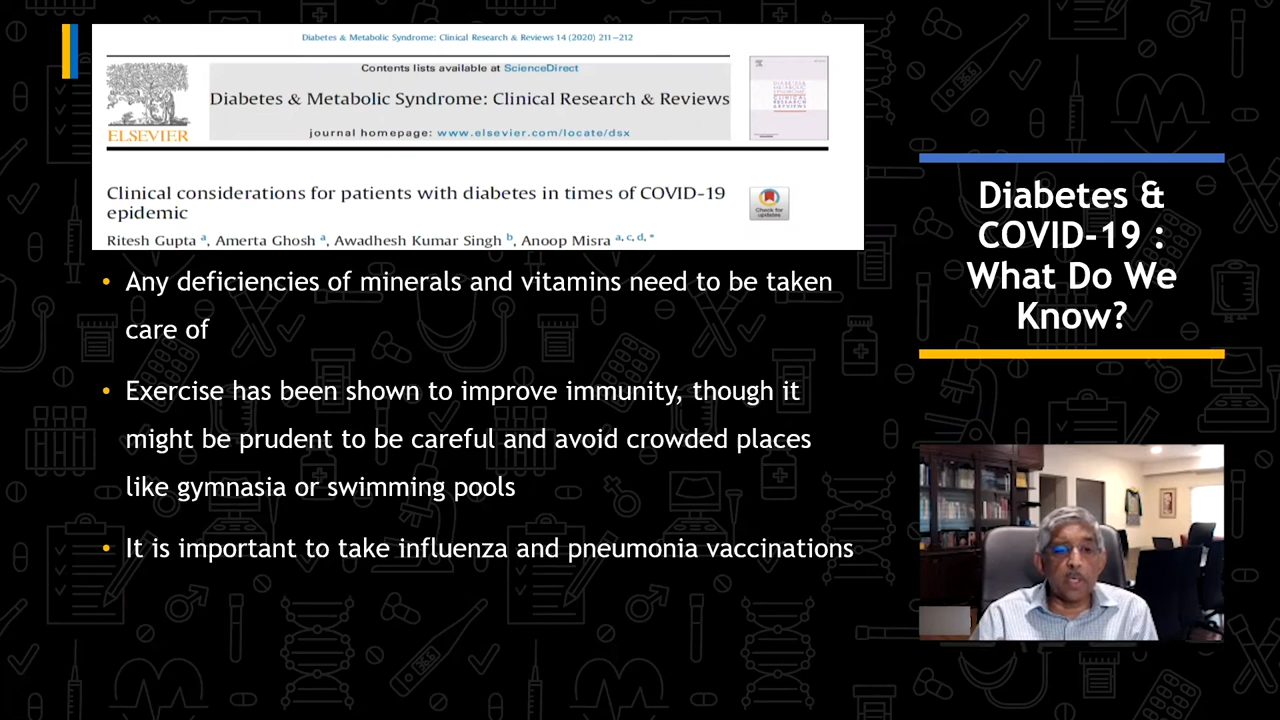 Diabetes & Metabolic Syndrome: Clinical Research & Reviews 14 (2020) 211–212
Contents lists available at ScienceDirect
Diabetes & Metabolic Syndrome: Clinical Research & Reviews
journal homepage: www.elsevier.com/locate/dsx
ELSEVIER
Clinical considerations for patients with diabetes in times of COVID-19
epidemic
Check for
updates
Ritesh Gupta a, Amerta Ghosh a, Awadhesh Kumar Singh b, Anoop Misra a, c, d, *
• Any deficiencies of minerals and vitamins need to be taken
care of
• Exercise has been shown to improve immunity, though it
might be prudent to be careful and avoid crowded places
like gymnasia or swimming pools
• It is important to take influenza and pneumonia vaccinations
Diabetes &
COVID-19 :
What Do We
Know?